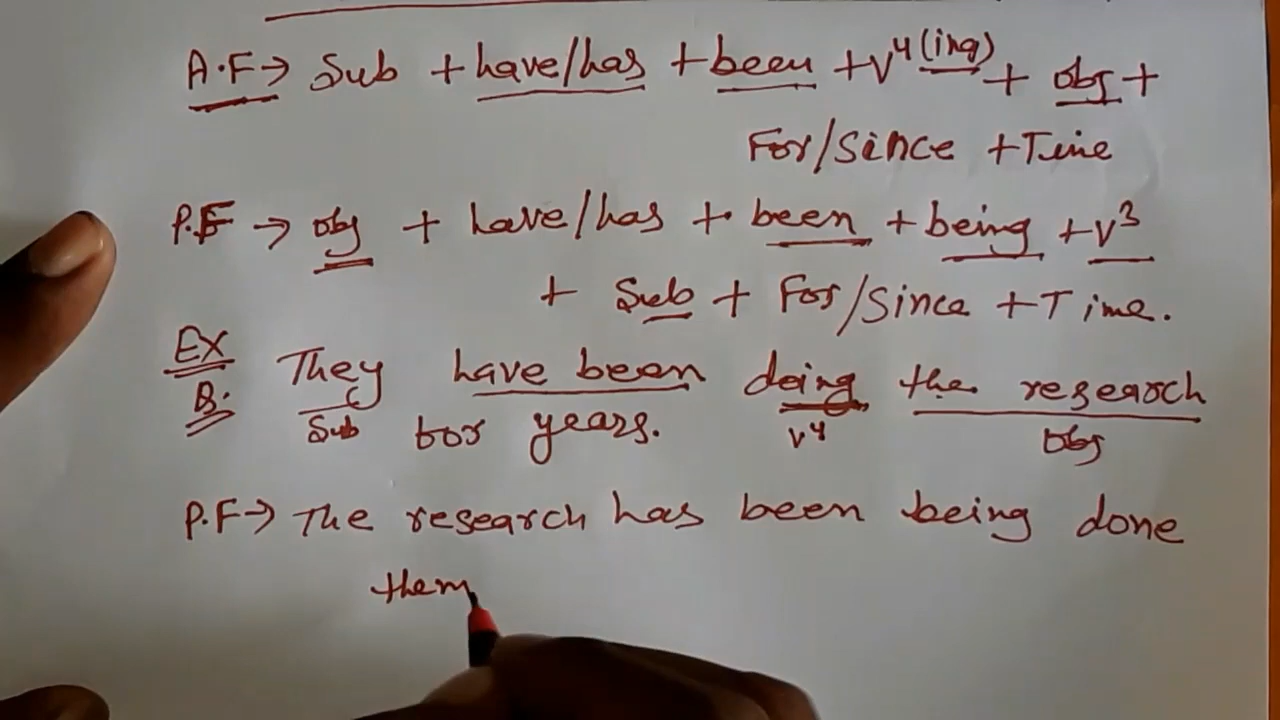 A.F → Sub + have/has + been + V⁴(ing) + obj +
For/Since + Time
P.F → obj + have/has + been + being + V³
+ Sub + For/Since + Time.
EX
B. They have been doing the research
Sub for years. V⁴ obj
P.F → The research has been being done
them